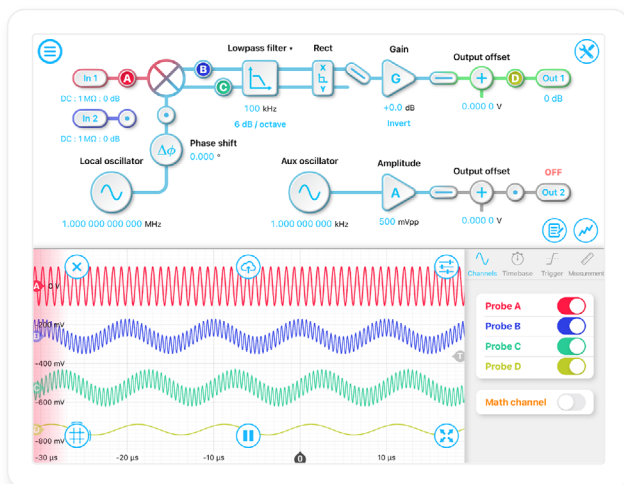 Lowpass filter ▾
Rect
Gain
Output offset
In 1
A
B
C
X
Y
G
D
Out 1
DC : 1 MΩ : 0 dB
100 kHz
+0.0 dB
0.000 0 V
0 dB
6 dB / octave
Invert
In 2
DC : 1 MΩ : 0 dB
Δϕ
Phase shift
0.000 °
Local oscillator
Aux oscillator
Amplitude
Output offset
OFF
A
Out 2
1.000 000 000 000 MHz
1.000 000 000 kHz
500 mVpp
0.000 0 V
Channels
Timebase
Trigger
Measurement
A
0 V
Probe A
-200 mV
Probe B
T
-400 mV
Probe C
C
Probe D
-600 mV
Math channel
-800 mV
-30 µs
-20 µs
-10 µs
0
10 µs